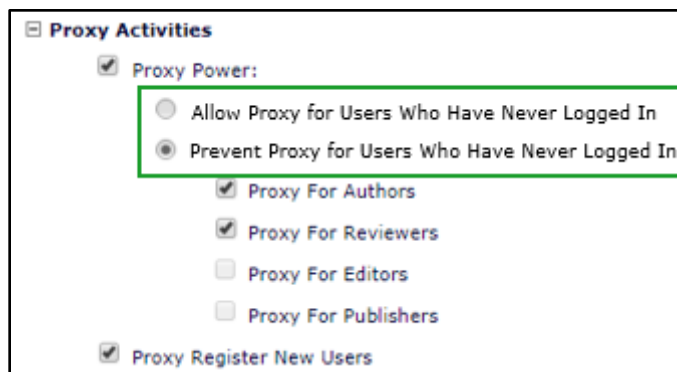 Proxy Activities
Proxy Power:
Allow Proxy for Users Who Have Never Logged In
Prevent Proxy for Users Who Have Never Logged In
Proxy For Authors
Proxy For Reviewers
Proxy For Editors
Proxy For Publishers
Proxy Register New Users